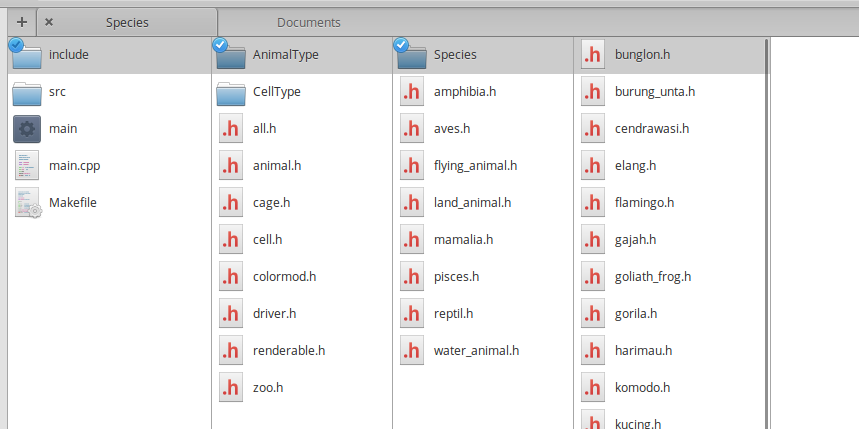 Species
Documents
include
src
main
main.cpp
Makefile
AnimalType
CellType
all.h
animal.h
cage.h
cell.h
colormod.h
driver.h
renderable.h
zoo.h
Species
amphibia.h
aves.h
flying_animal.h
land_animal.h
mamalia.h
pisces.h
reptil.h
water_animal.h
bunglon.h
burung_unta.h
cendrawasi.h
elang.h
flamingo.h
gajah.h
goliath_frog.h
gorila.h
harimau.h
komodo.h
kucing.h